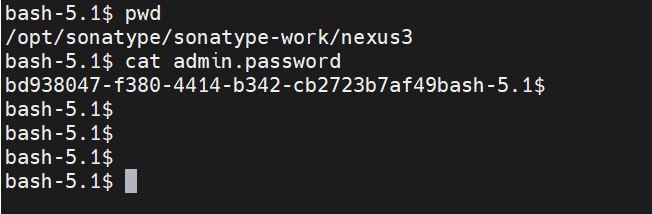 bash-5.1$ pwd
/opt/sonatype/sonatype-work/nexus3
bash-5.1$ cat admin.password
bd938047-f380-4414-b342-cb2723b7af49bash-5.1$
bash-5.1$
bash-5.1$
bash-5.1$
bash-5.1$